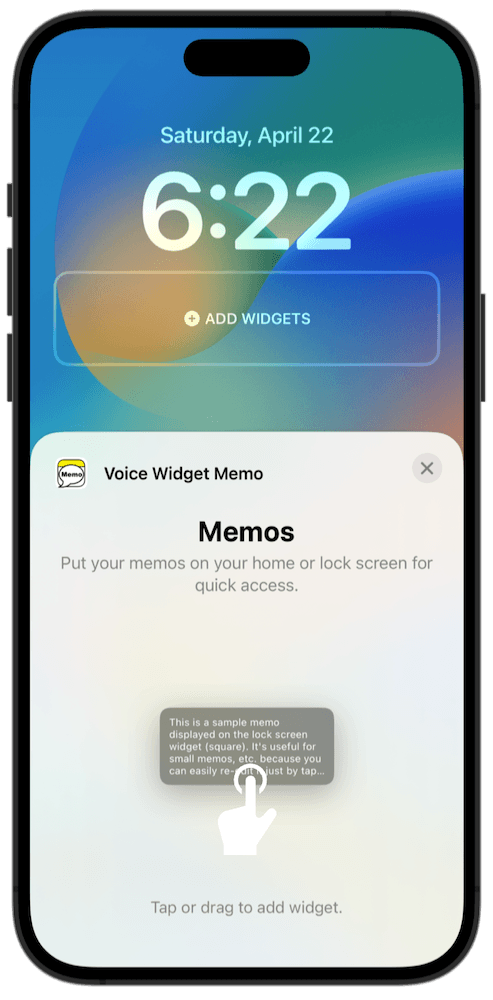 Saturday, April 22
6:22
ADD WIDGETS
Memo
Voice Widget Memo
Memos
Put your memos on your home or lock screen for
quick access.
This is a sample memo
displayed on the lock screen
widget (square). It's useful for
small memos, etc. because you
can easily re-edit it just by tap...
Tap or drag to add widget.